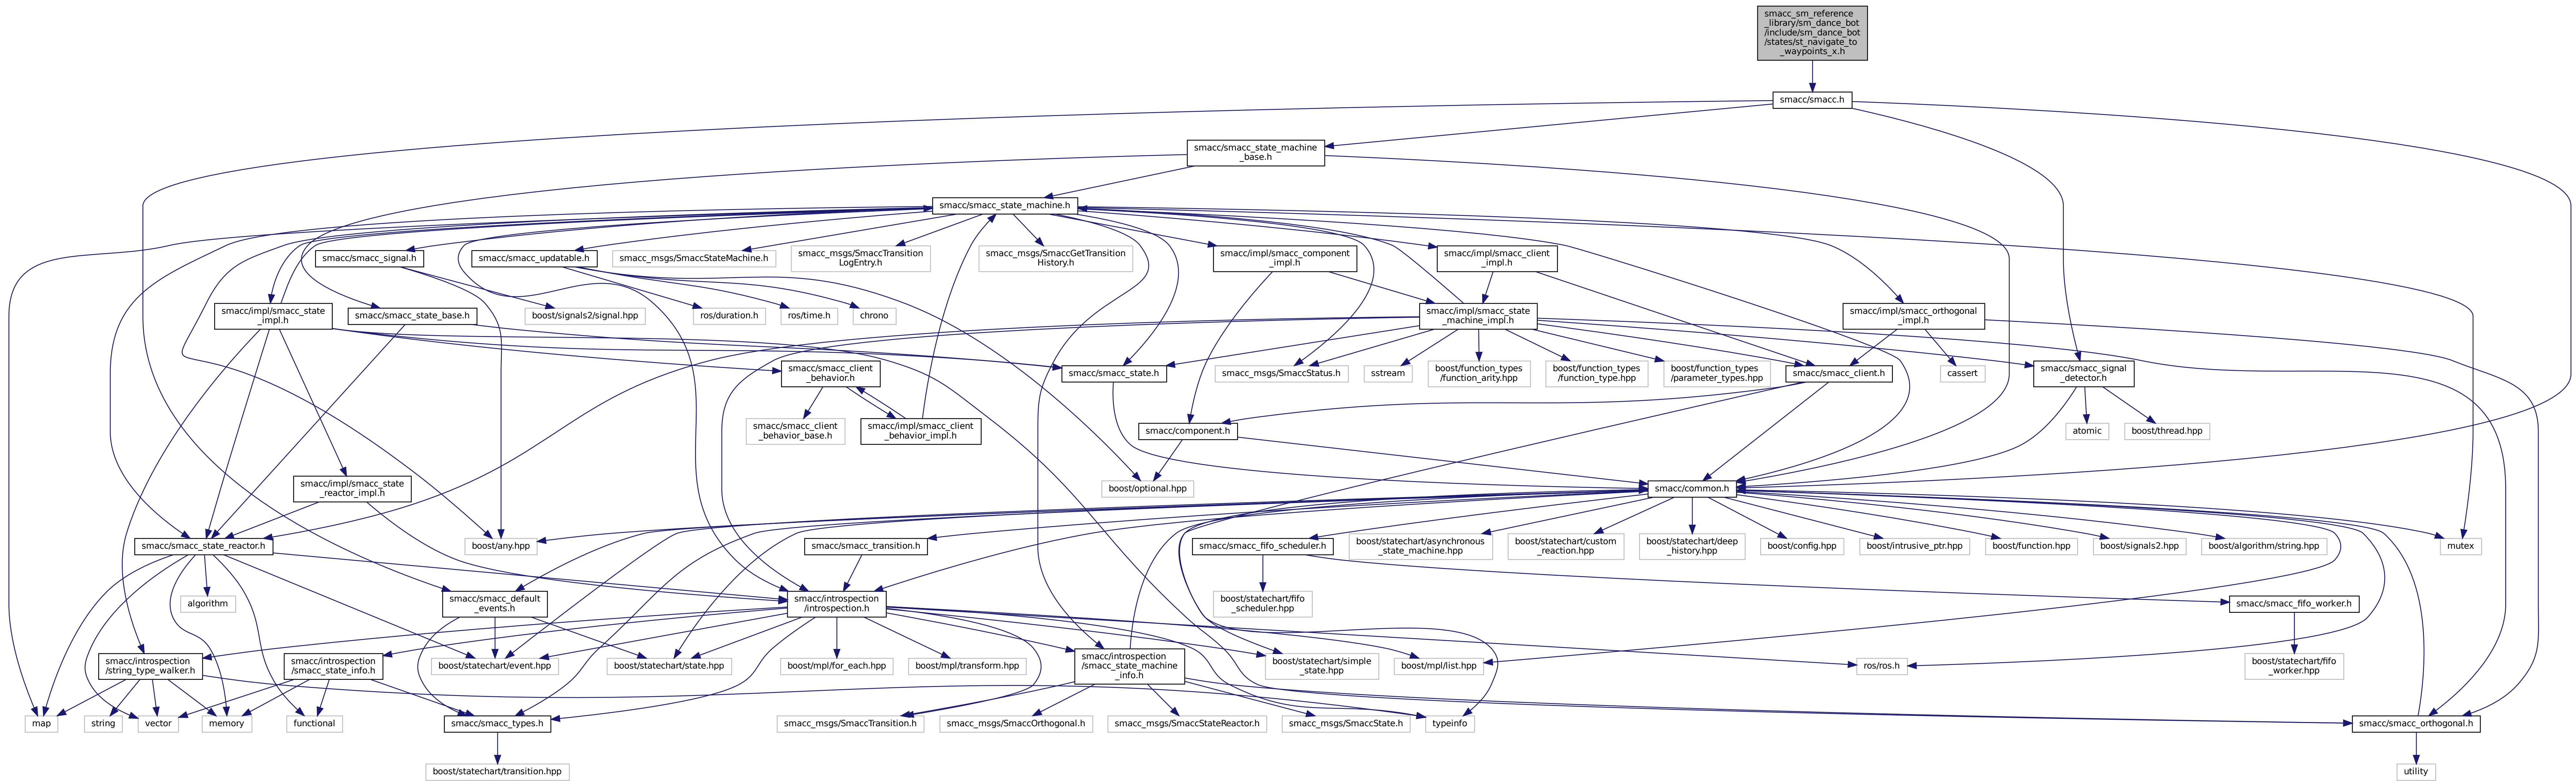 smacc_sm_reference
_library/sm_dance_bot
/include/sm_dance_bot
/states/st_navigate_to
_waypoints_x.h
smacc/smacc.h
smacc/smacc_state_machine
_base.h
smacc/smacc_state_machine.h
smacc/smacc_signal.h
smacc/smacc_updatable.h
smacc_msgs/SmaccStateMachine.h
smacc_msgs/SmaccTransition
LogEntry.h
smacc_msgs/SmaccGetTransition
History.h
smacc/impl/smacc_component
_impl.h
smacc/impl/smacc_client
_impl.h
smacc/impl/smacc_state
_impl.h
smacc/smacc_state_base.h
boost/signals2/signal.hpp
ros/duration.h
ros/time.h
chrono
smacc/impl/smacc_state
_machine_impl.h
smacc/impl/smacc_orthogonal
_impl.h
smacc/smacc_client
_behavior.h
smacc/smacc_state.h
smacc_msgs/SmaccStatus.h
sstream
boost/function_types
/function_arity.hpp
boost/function_types
/function_type.hpp
boost/function_types
/parameter_types.hpp
smacc/smacc_client.h
cassert
smacc/smacc_signal
_detector.h
smacc/smacc_client
_behavior_base.h
smacc/impl/smacc_client
_behavior_impl.h
smacc/component.h
atomic
boost/thread.hpp
smacc/impl/smacc_state
_reactor_impl.h
boost/optional.hpp
smacc/common.h
smacc/smacc_state_reactor.h
boost/any.hpp
smacc/smacc_transition.h
smacc/smacc_fifo_scheduler.h
boost/statechart/asynchronous
_state_machine.hpp
boost/statechart/custom
_reaction.hpp
boost/statechart/deep
_history.hpp
boost/config.hpp
boost/intrusive_ptr.hpp
boost/function.hpp
boost/signals2.hpp
boost/algorithm/string.hpp
mutex
algorithm
smacc/smacc_default
_events.h
smacc/introspection
/introspection.h
boost/statechart/fifo
_scheduler.hpp
smacc/smacc_fifo_worker.h
smacc/introspection
/string_type_walker.h
smacc/introspection
/smacc_state_info.h
boost/statechart/event.hpp
boost/statechart/state.hpp
boost/mpl/for_each.hpp
boost/mpl/transform.hpp
smacc/introspection
/smacc_state_machine
_info.h
boost/statechart/simple
_state.hpp
boost/mpl/list.hpp
ros/ros.h
boost/statechart/fifo
_worker.hpp
map
string
vector
memory
functional
smacc/smacc_types.h
smacc_msgs/SmaccTransition.h
smacc_msgs/SmaccOrthogonal.h
smacc_msgs/SmaccStateReactor.h
smacc_msgs/SmaccState.h
typeinfo
smacc/smacc_orthogonal.h
boost/statechart/transition.hpp
utility